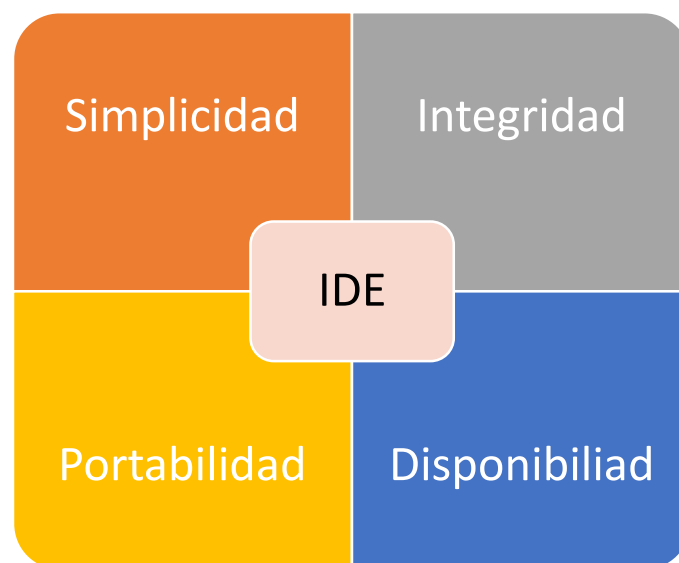 Simplicidad
Integridad
IDE
Portabilidad
Disponibiliad